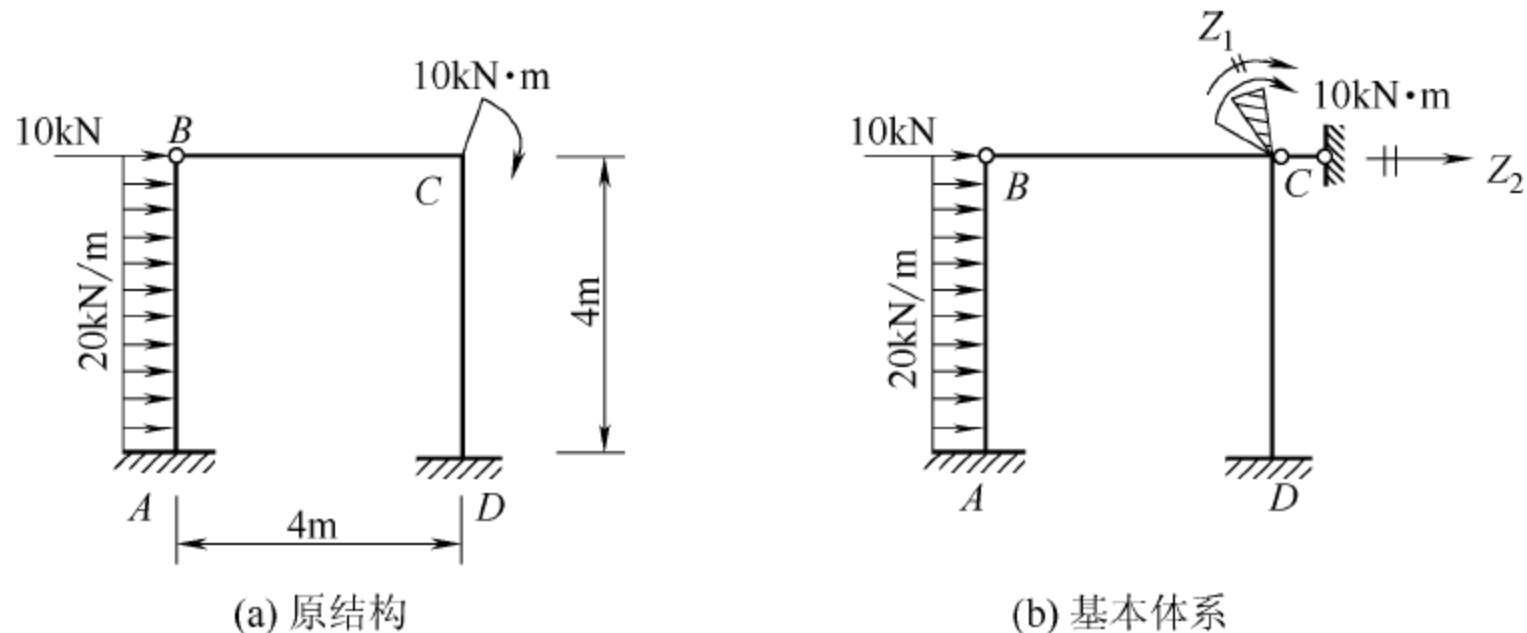 10kN·m
10kN
B
C
20kN/m
4m
A
D
4m
(a) 原结构
Z1
10kN·m
10kN
B
C
Z2
20kN/m
A
D
(b) 基本体系